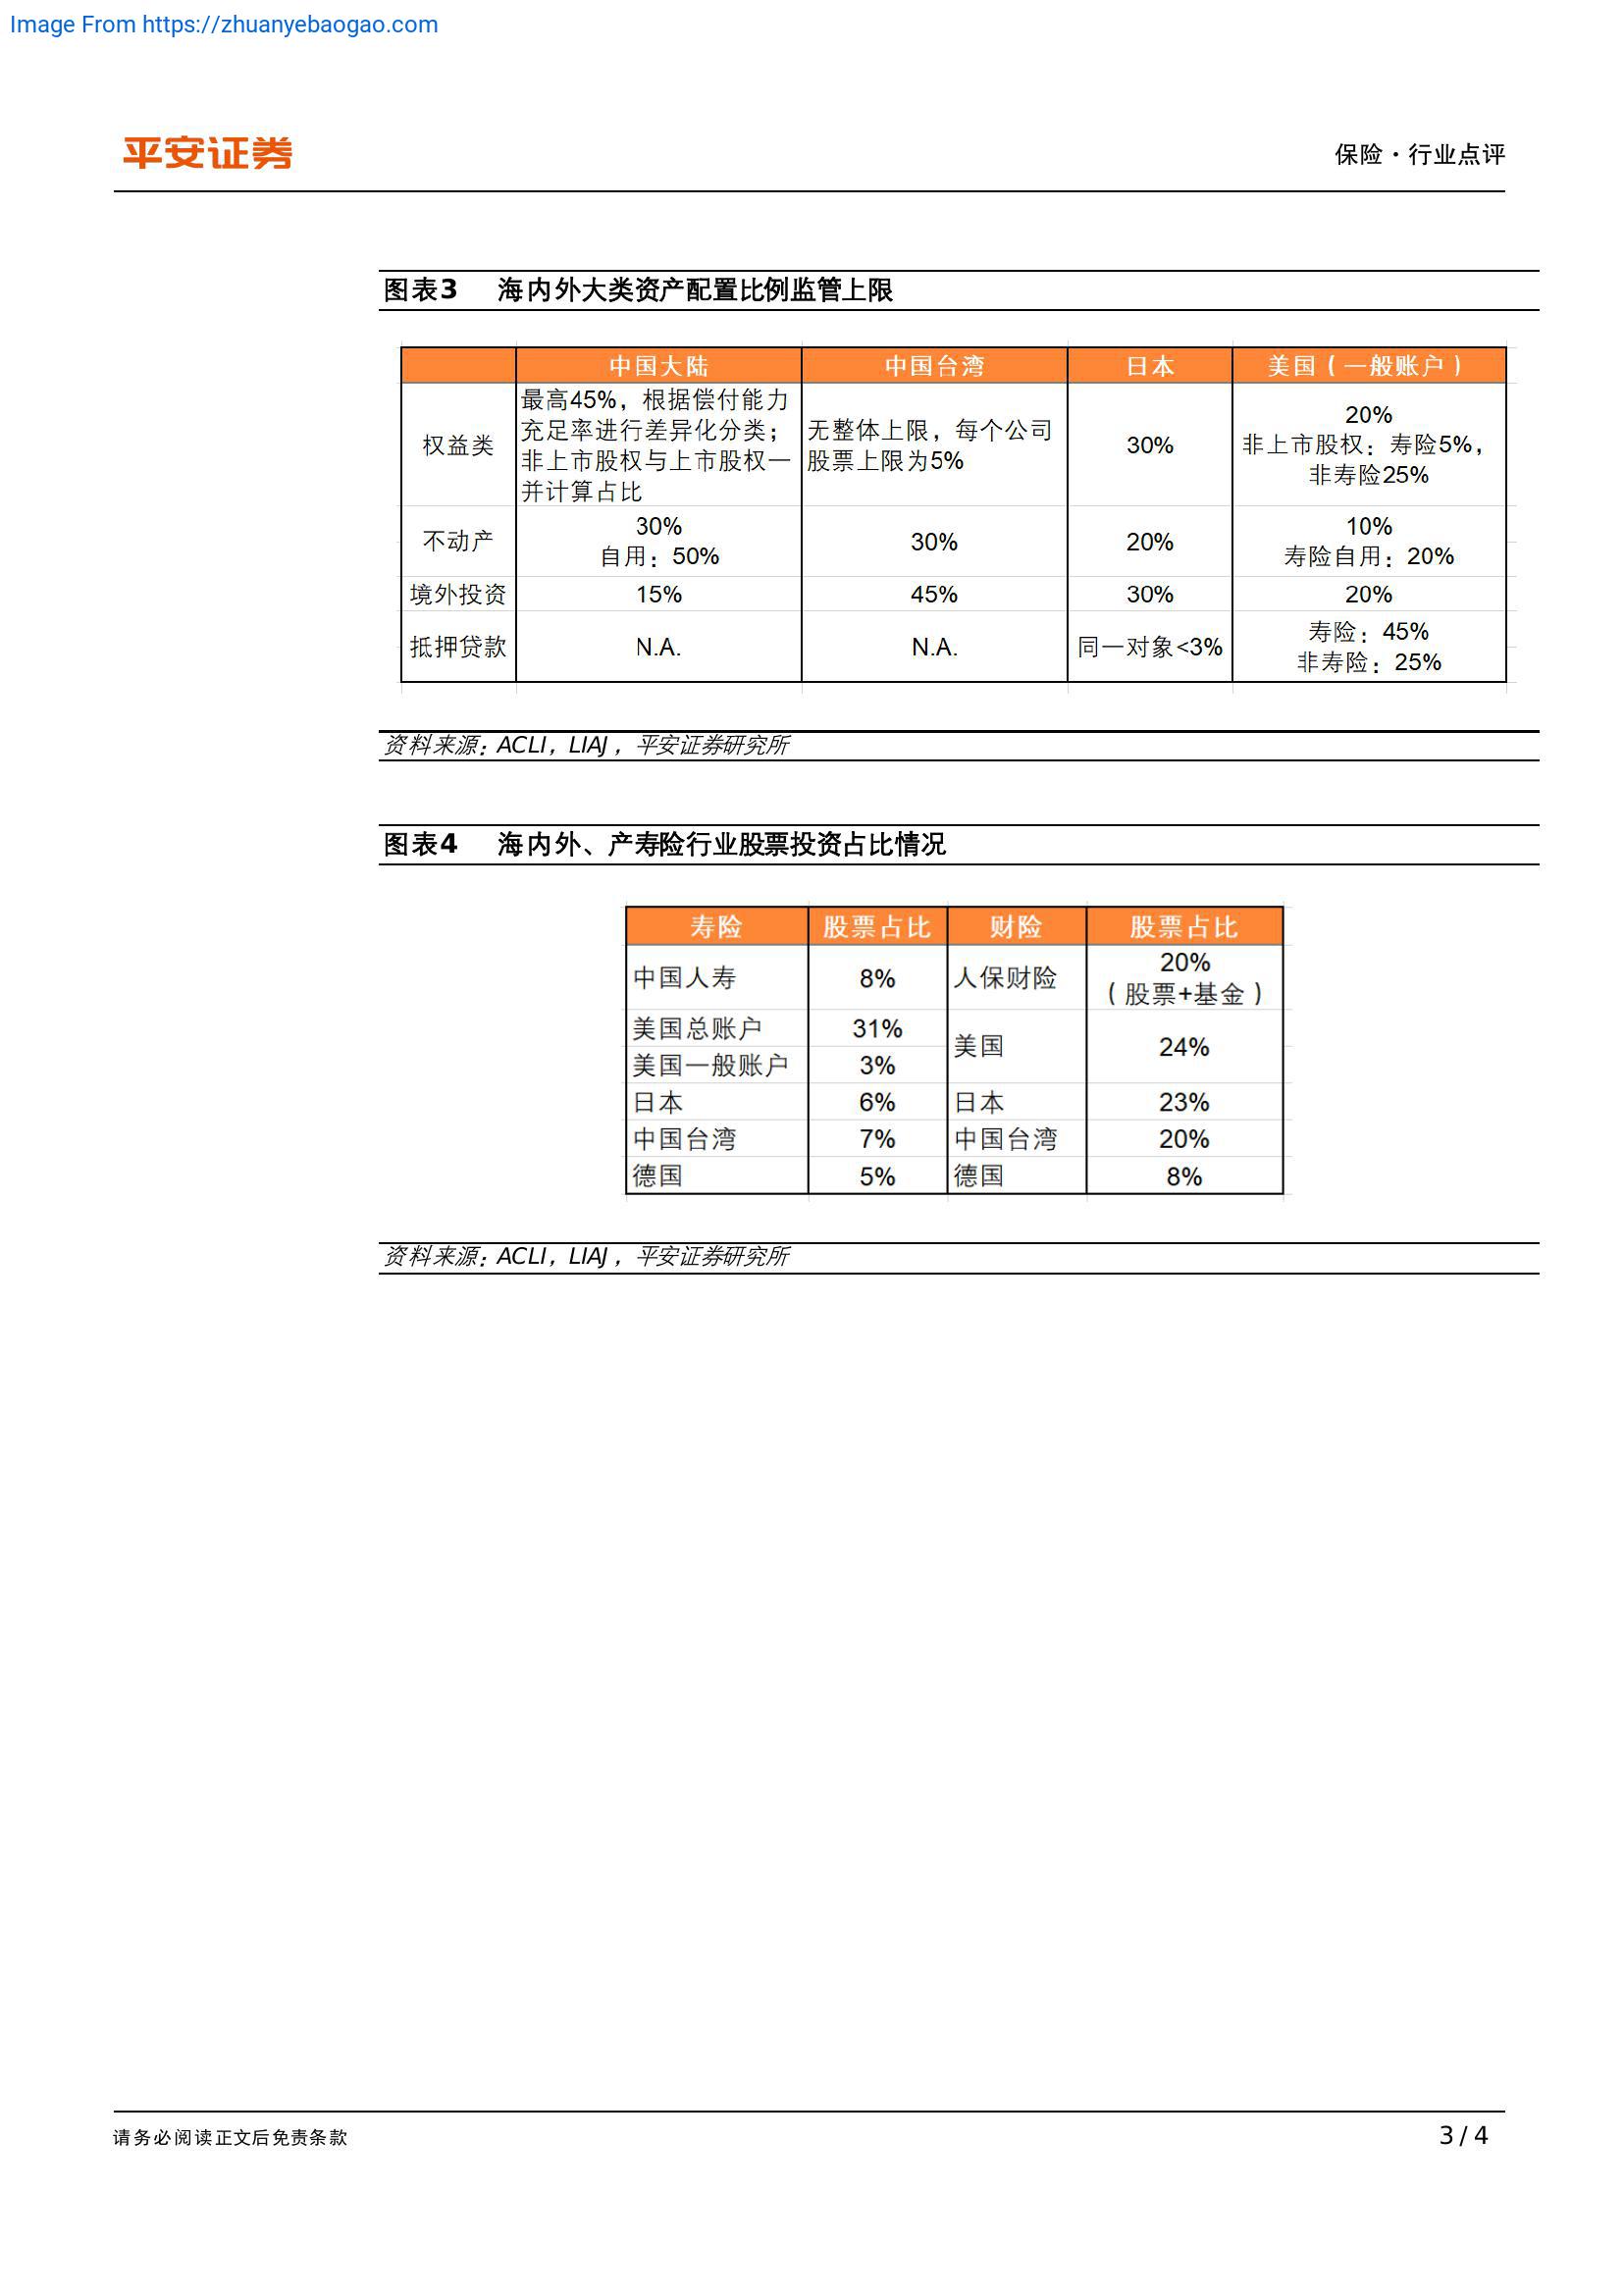 Image From https://zhuanyebaogao.com
平安证券
保险·行业点评
图表3 海内外大类资产配置比例监管上限
中国大陆 中国台湾 日本 美国（一般账户）
权益类
最高45%，根据偿付能力
充足率进行差异化分类；
非上市股权与上市股权一
并计算占比
无整体上限，每个公司
股票上限为5%
30%
20%
非上市股权：寿险5%，
非寿险25%
不动产
30%
自用：50%
30%
20%
10%
寿险自用：20%
境外投资 15% 45% 30% 20%
抵押贷款 N.A. N.A. 同一对象<3%
寿险：45%
非寿险：25%
资料来源：ACLI，LIAJ，平安证券研究所
图表4 海内外、产寿险行业股票投资占比情况
寿险 股票占比 财险 股票占比
中国人寿 8% 人保财险
20%
（股票+基金）
美国总账户 31%
美国一般账户 3%
美国 24%
日本 6% 日本 23%
中国台湾 7% 中国台湾 20%
德国 5% 德国 8%
资料来源：ACLI，LIAJ，平安证券研究所
请务必阅读正文后免责条款
3 / 4